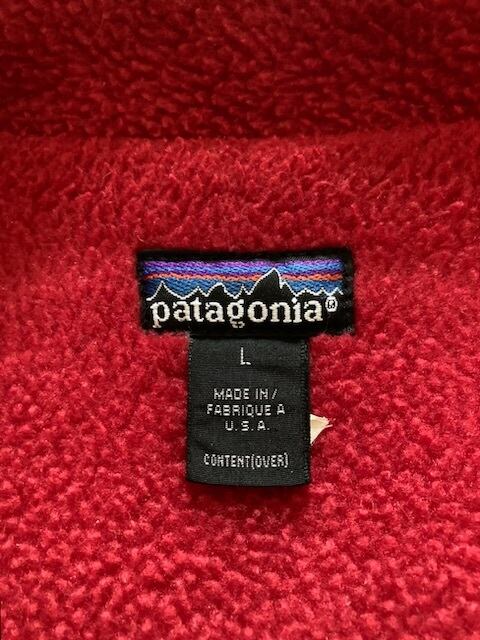 patagonia®
L
MADE IN/
FABRIQUE A
U.S.A.
CONTENT(OVER)